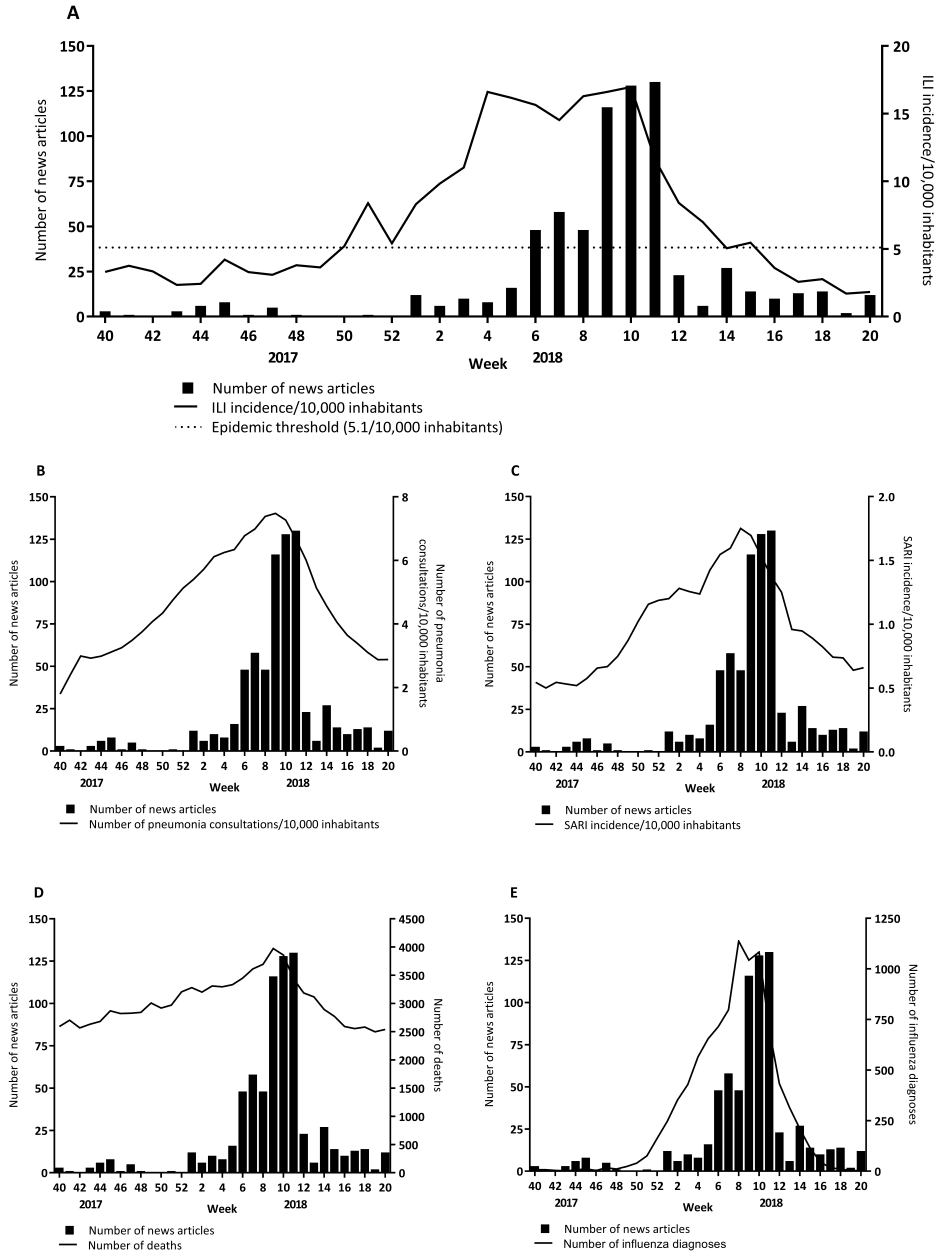 A
150
125
100
75
50
25
0
Number of news articles
20
15
10
5
0
ILI incidence/10,000 inhabitants
40 42 44 46 48 50 52 2 4 6 8 10 12 14 16 18 20
2017 2018
Week
Number of news articles
ILI incidence/10,000 inhabitants
Epidemic threshold (5.1/10,000 inhabitants)
B
150
125
100
75
50
25
0
Number of news articles
8
6
4
2
0
Number of pneumonia
consultations/10,000 inhabitants
40 42 44 46 48 50 52 2 4 6 8 10 12 14 16 18 20
2017 2018
Week
Number of news articles
Number of pneumonia consultations/10,000 inhabitants
C
150
125
100
75
50
25
0
Number of news articles
2.0
1.5
1.0
0.5
0.0
SARI incidence/10,000
inhabitants
40 42 44 46 48 50 52 2 4 6 8 10 12 14 16 18 20
2017 2018
Week
Number of news articles
SARI incidence/10,000 inhabitants
D
150
125
100
75
50
25
0
Number of news articles
4500
4000
3500
3000
2500
2000
1500
1000
500
0
Number of deaths
40 42 44 46 48 50 52 2 4 6 8 10 12 14 16 18 20
2017 2018
Week
Number of news articles
Number of deaths
E
150
125
100
75
50
25
0
Number of news articles
1250
1000
750
500
250
0
Number of influenza
diagnoses
40 42 44 46 48 50 52 2 4 6 8 10 12 14 16 18 20
2017 2018
Week
Number of news articles
Number of influenza diagnoses